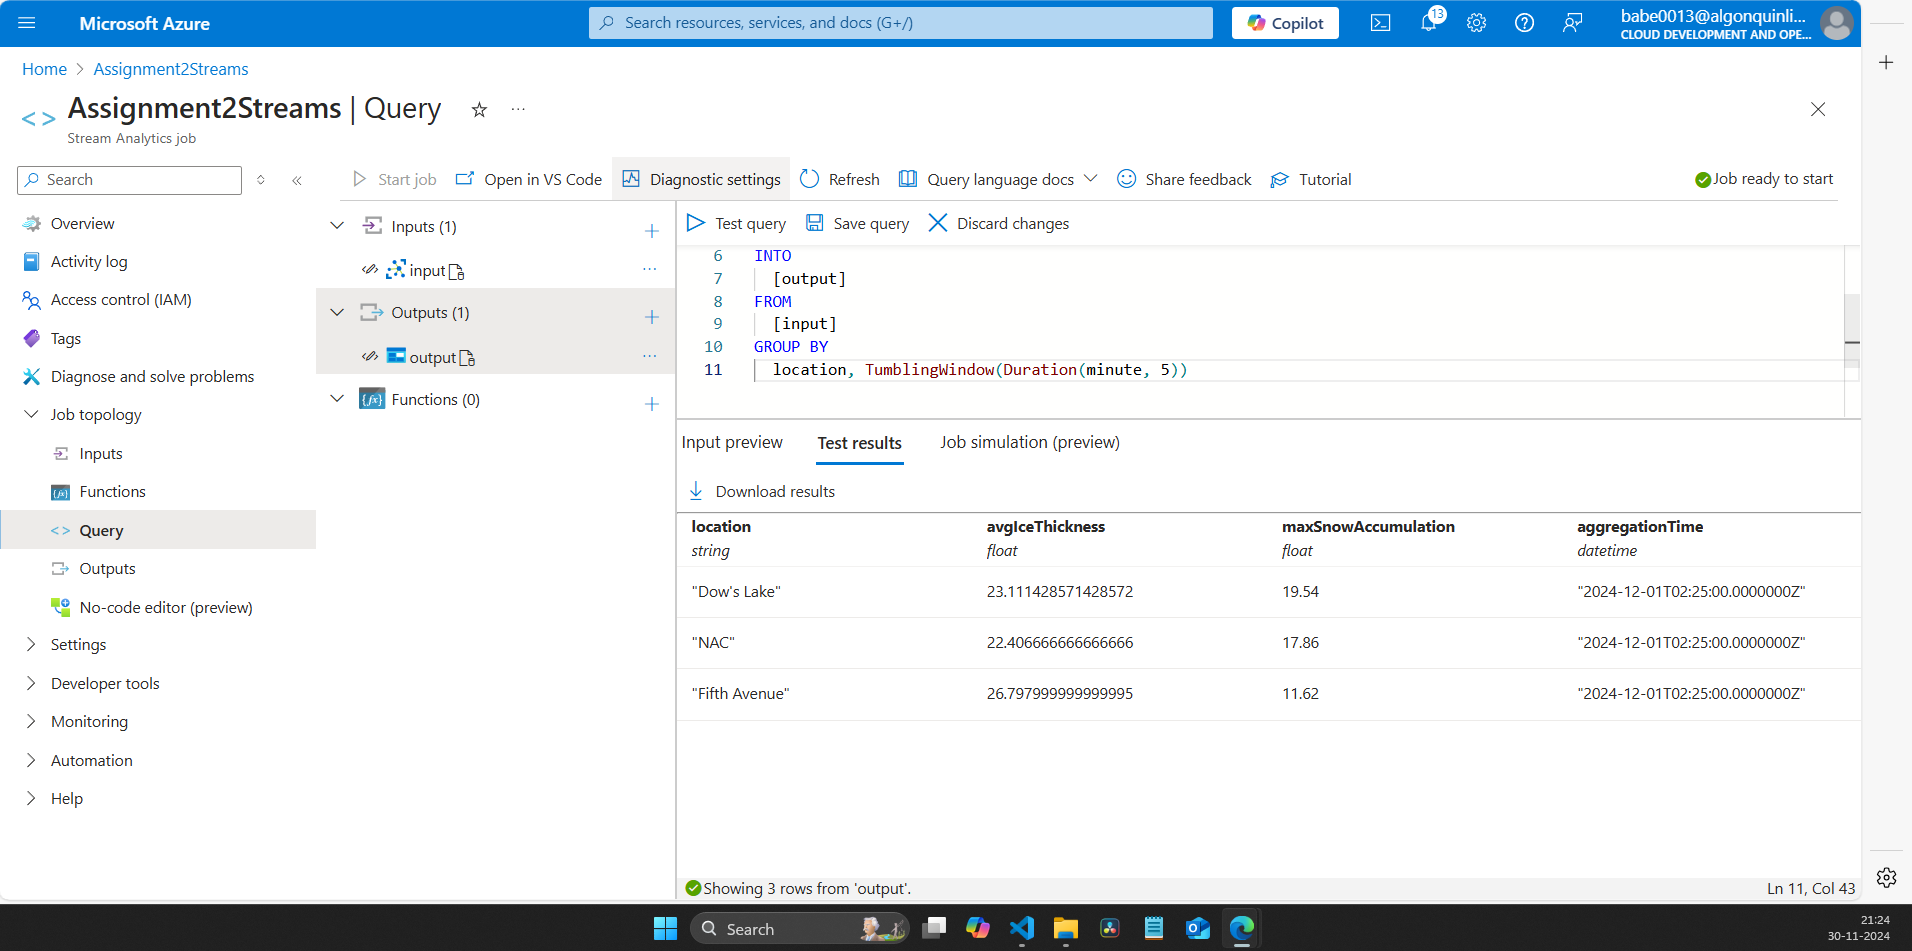 Microsoft Azure
Search resources, services, and docs (G+/)
Copilot
13
babe0013@algonquinli...
CLOUD DEVELOPMENT AND OPE...
Home > Assignment2Streams
Assignment2Streams | Query
Stream Analytics job
Search
Overview
Activity log
Access control (IAM)
Tags
Diagnose and solve problems
Job topology
Inputs
Functions
Query
Outputs
No-code editor (preview)
Settings
Developer tools
Monitoring
Automation
Help
Start job
Open in VS Code
Diagnostic settings
Refresh
Query language docs
Share feedback
Tutorial
Job ready to start
Inputs (1)
input
Outputs (1)
output
Functions (0)
Test query
Save query
Discard changes
6 INTO
7 [output]
8 FROM
9 [input]
10 GROUP BY
11 location, TumblingWindow(Duration(minute, 5))
Input preview
Test results
Job simulation (preview)
Download results
location avgIceThickness maxSnowAccumulation aggregationTime
string float float datetime
"Dow's Lake" 23.111428571428572 19.54 "2024-12-01T02:25:00.0000000Z"
"NAC" 22.406666666666666 17.86 "2024-12-01T02:25:00.0000000Z"
"Fifth Avenue" 26.797999999999995 11.62 "2024-12-01T02:25:00.0000000Z"
Showing 3 rows from 'output'.
Ln 11, Col 43
Search
21:24
30-11-2024